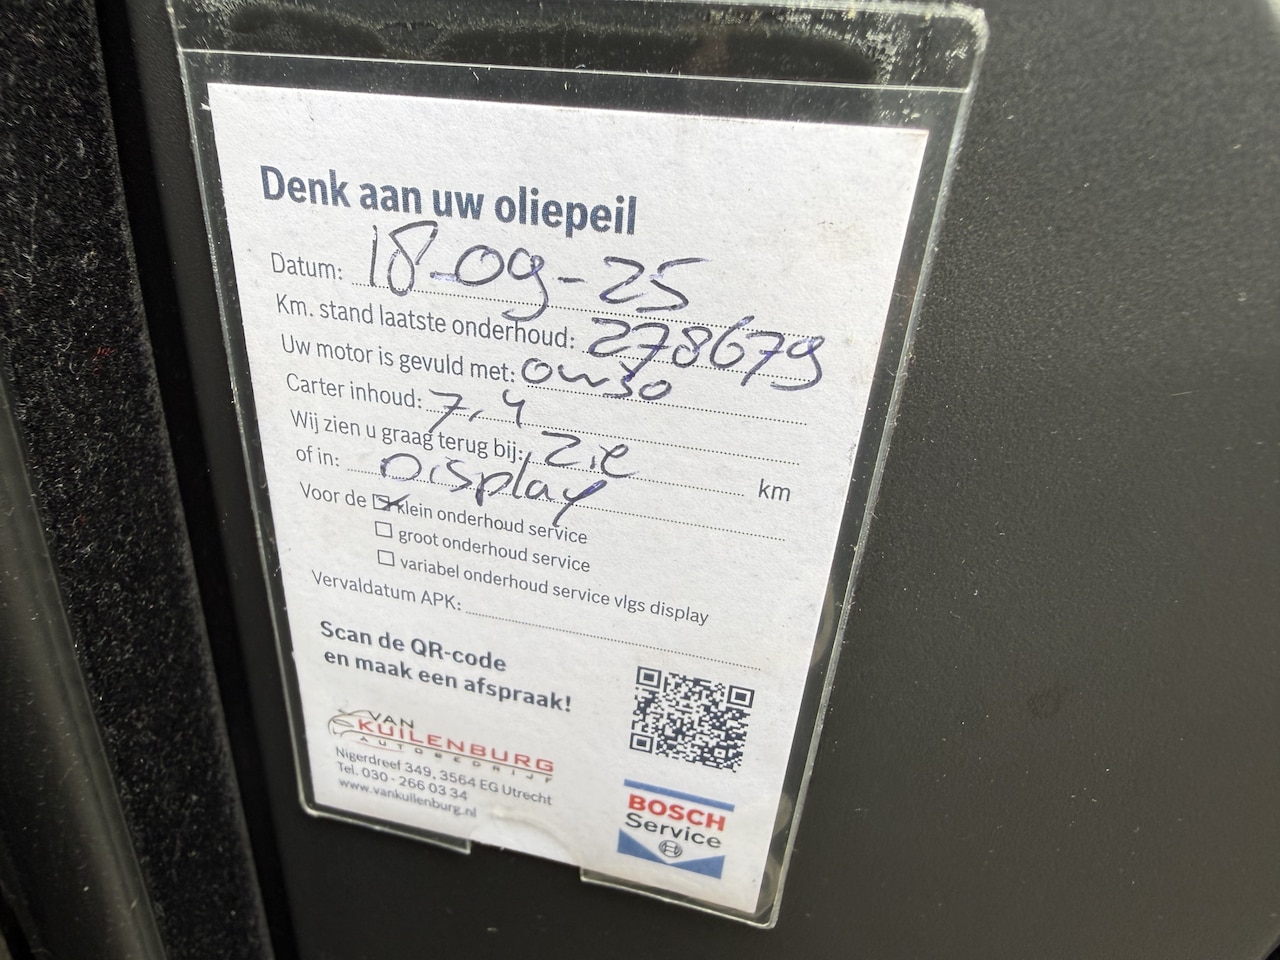 Denk aan uw oliepeil
Datum: 18-09-25
Km. stand laatste onderhoud: 278679
Uw motor is gevuld met: 0w30
Carter inhoud: 7,4
Wij zien u graag terug bij: Zie km
of in: Display
Voor de klein onderhoud service
groot onderhoud service
variabel onderhoud service vlgs display
Vervaldatum APK:
Scan de QR-code
en maak een afspraak!
VAN
KUILENBURG
AUTOBEDRIJF
Nigerdreef 349, 3564 EG Utrecht
Tel. 030 - 266 03 34
www.vankuilenburg.nl
BOSCH
Service